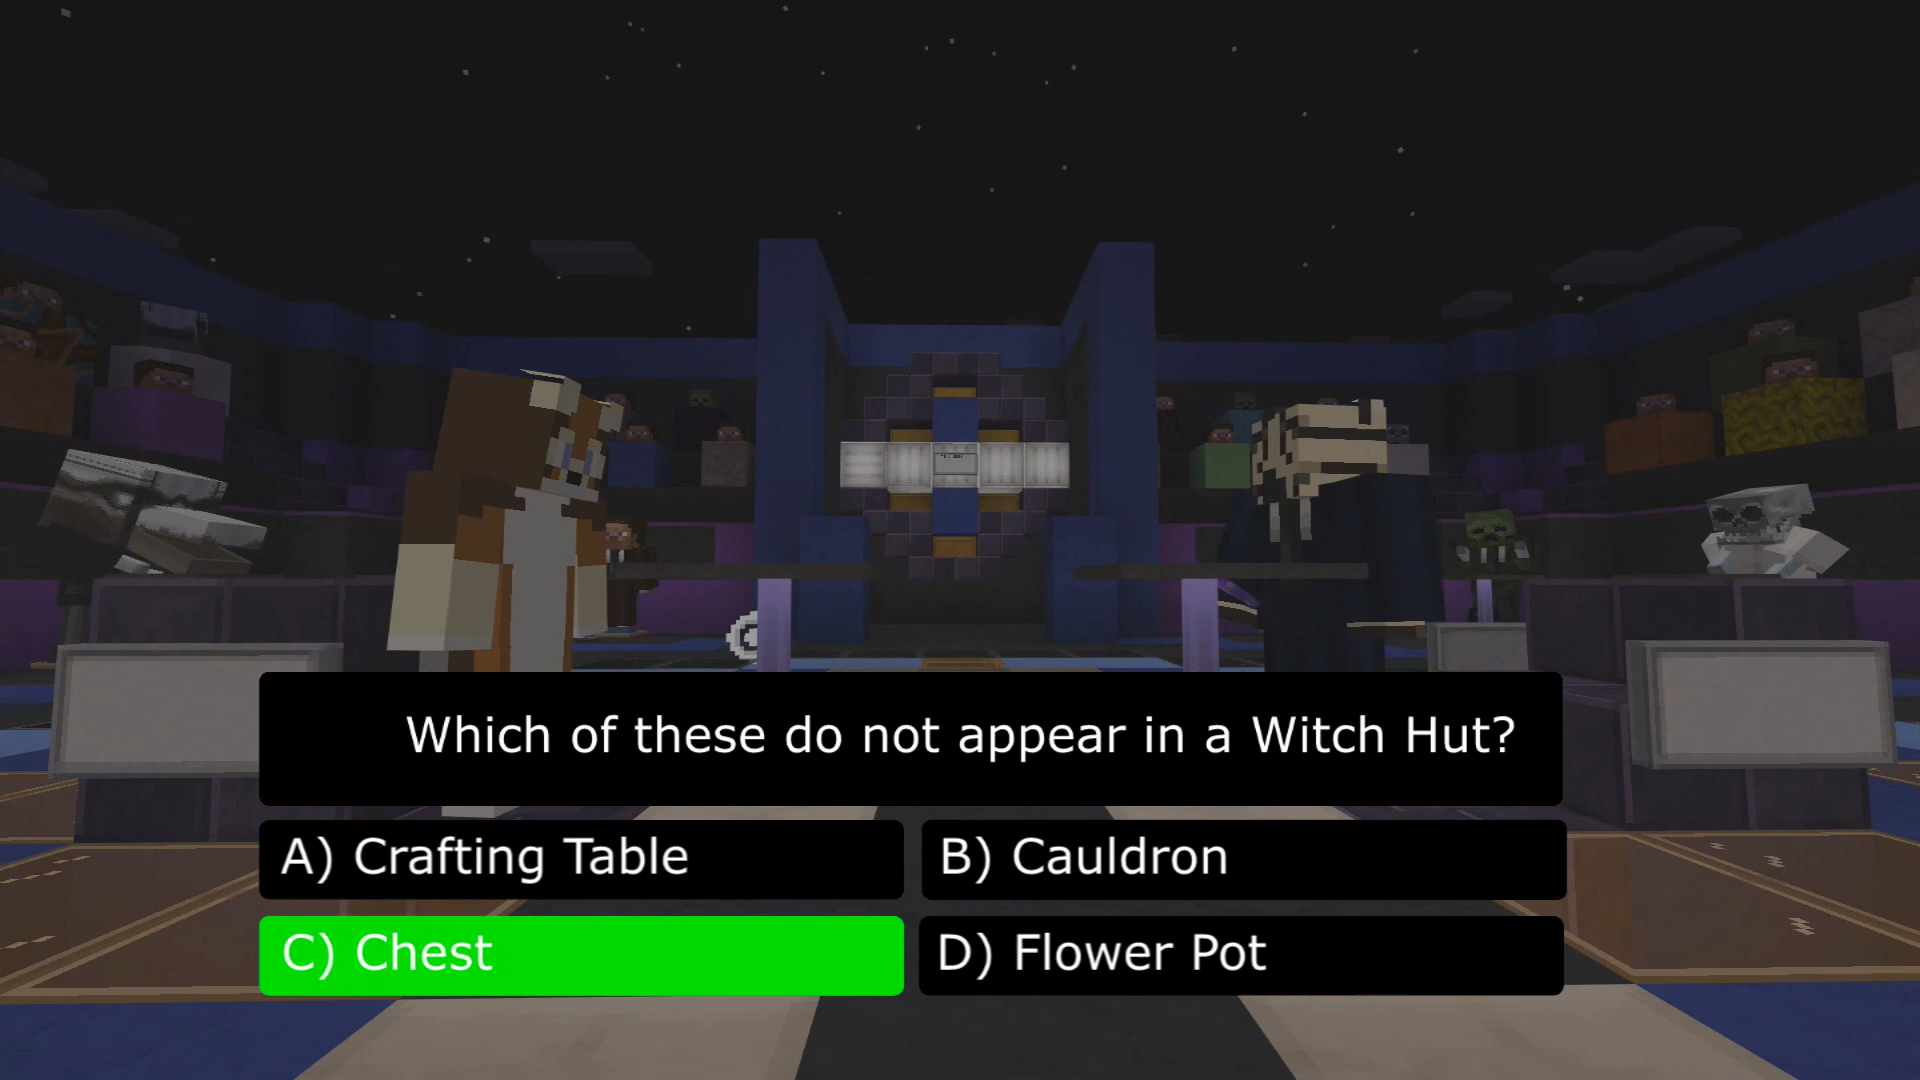 Which of these do not appear in a Witch Hut?
A) Crafting Table
B) Cauldron
C) Chest
D) Flower Pot